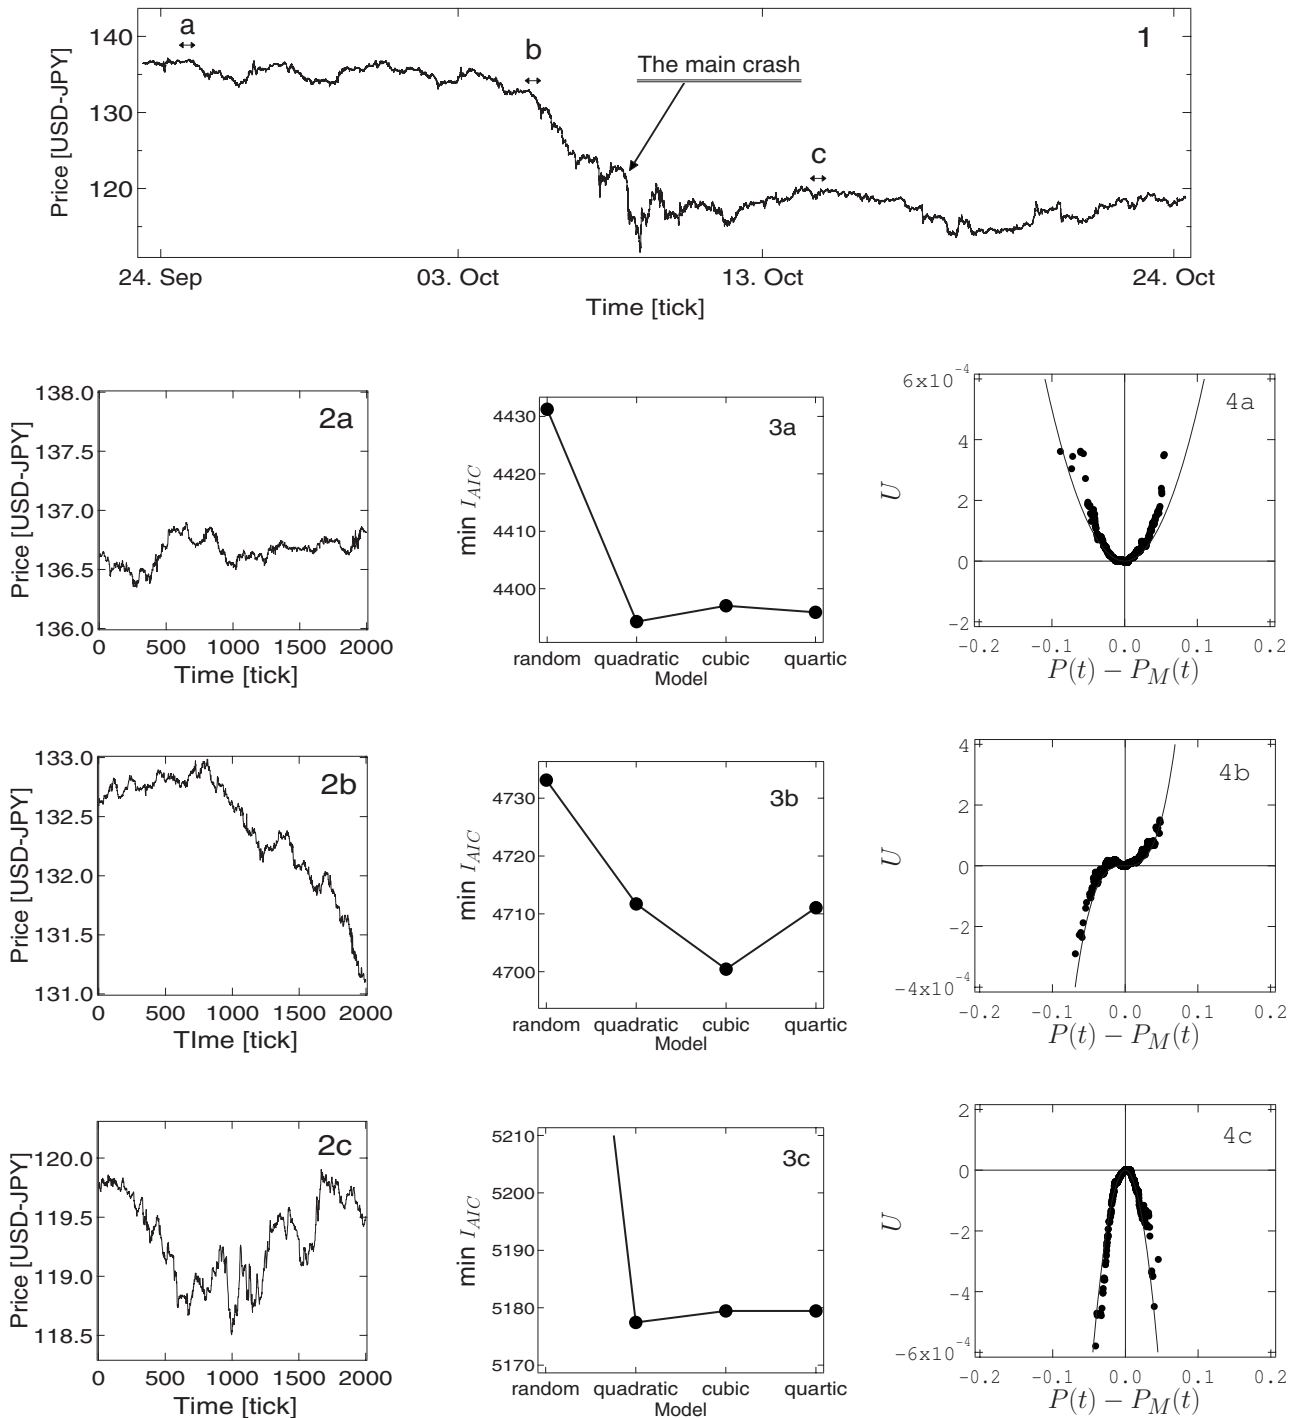 1
a
b
c
The main crash
Price [USD-JPY]
140
130
120
24. Sep
03. Oct
13. Oct
24. Oct
Time [tick]
2a
Price [USD-JPY]
138.0
137.5
137.0
136.5
136.0
0 500 1000 1500 2000
Time [tick]
3a
min I_AIC
4430
4420
4410
4400
random quadratic cubic quartic
Model
4a
U
6x10^-4
4
2
0
-2
-0.2 -0.1 0.0 0.1 0.2
P(t) − P_M(t)
2b
Price [USD-JPY]
133.0
132.5
132.0
131.5
131.0
0 500 1000 1500 2000
TIme [tick]
3b
min I_AIC
4730
4720
4710
4700
random quadratic cubic quartic
Model
4b
U
4
2
0
-2
-4x10^-4
-0.2 -0.1 0.0 0.1 0.2
P(t) − P_M(t)
2c
Price [USD-JPY]
120.0
119.5
119.0
118.5
0 500 1000 1500 2000
Time [tick]
3c
min I_AIC
5210
5200
5190
5180
5170
random quadratic cubic quartic
Model
4c
U
2
0
-2
-4
-6x10^-4
-0.2 -0.1 0.0 0.1 0.2
P(t) − P_M(t)